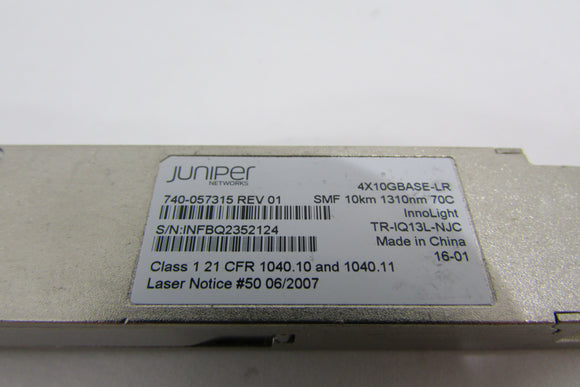 JUNIPER
NETWORKS
4X10GBASE-LR
740-057315 REV 01 SMF 10km 1310nm 70C
InnoLight
S/N:INFBQ2352124 TR-IQ13L-NJC
Made in China
16-01
Class 1 21 CFR 1040.10 and 1040.11
Laser Notice #50 06/2007